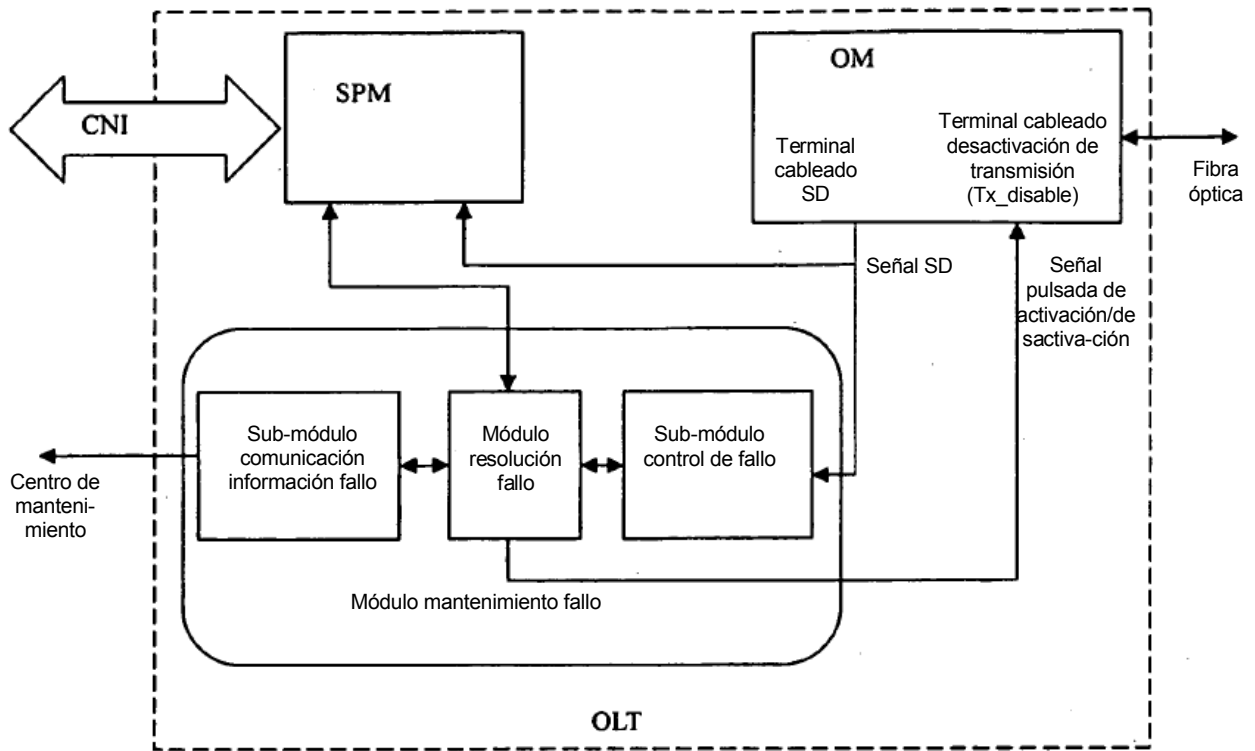 SPM
OM
CNI
Terminal cableado
SD
Terminal cableado
desactivación de
transmisión
(Tx_disable)
Fibra
óptica
Señal SD
Señal
pulsada de
activación/de
sactiva-ción
Sub-módulo
comunicación
información fallo
Módulo
resolución
fallo
Sub-módulo
control de fallo
Centro de
manteni-
miento
Módulo mantenimiento fallo
OLT